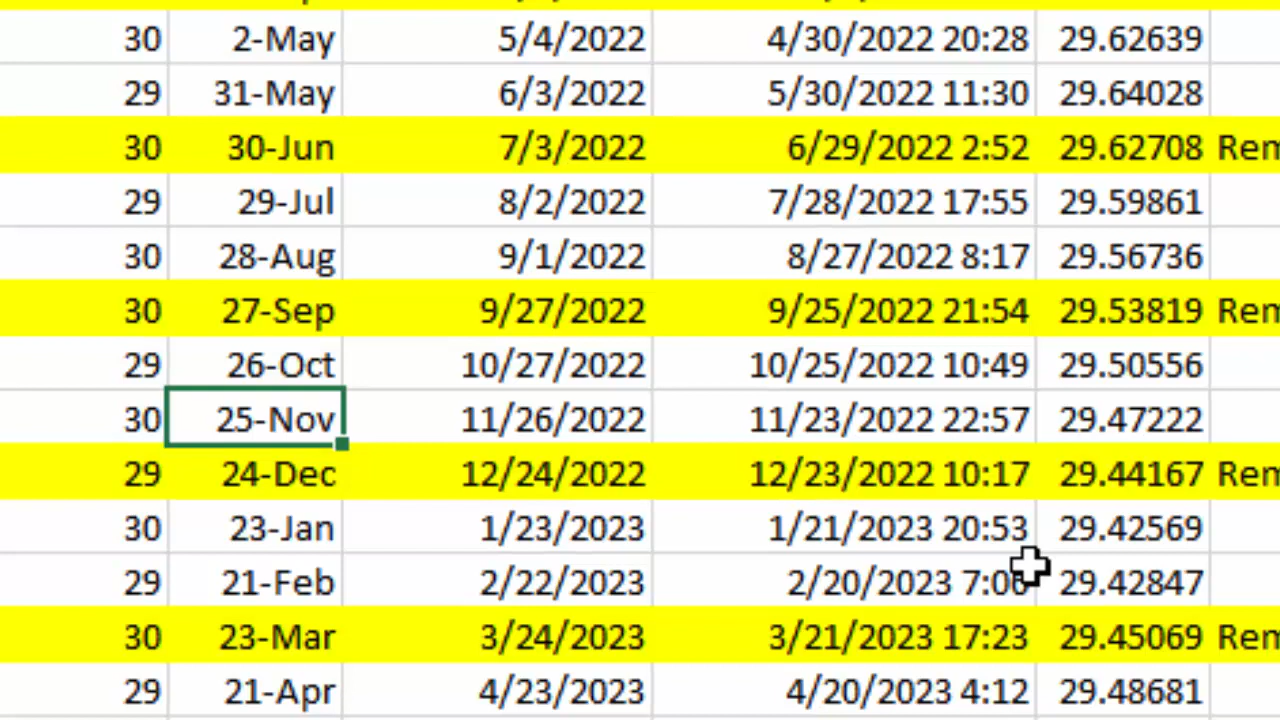 30 2-May 5/4/2022 4/30/2022 20:28 29.62639
29 31-May 6/3/2022 5/30/2022 11:30 29.64028
30 30-Jun 7/3/2022 6/29/2022 2:52 29.62708 Rem
29 29-Jul 8/2/2022 7/28/2022 17:55 29.59861
30 28-Aug 9/1/2022 8/27/2022 8:17 29.56736
30 27-Sep 9/27/2022 9/25/2022 21:54 29.53819 Rem
29 26-Oct 10/27/2022 10/25/2022 10:49 29.50556
30 25-Nov 11/26/2022 11/23/2022 22:57 29.47222
29 24-Dec 12/24/2022 12/23/2022 10:17 29.44167 Rem
30 23-Jan 1/23/2023 1/21/2023 20:53 29.42569
29 21-Feb 2/22/2023 2/20/2023 29.42847
30 23-Mar 3/24/2023 3/21/2023 17:23 29.45069 Rem
29 21-Apr 4/23/2023 4/20/2023 4:12 29.48681